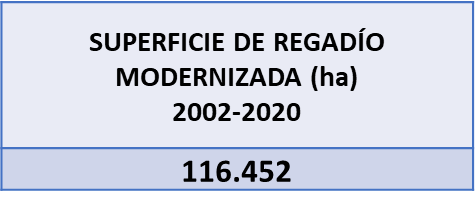 SUPERFICIE DE REGADÍO
MODERNIZADA (ha)
2002-2020
116.452